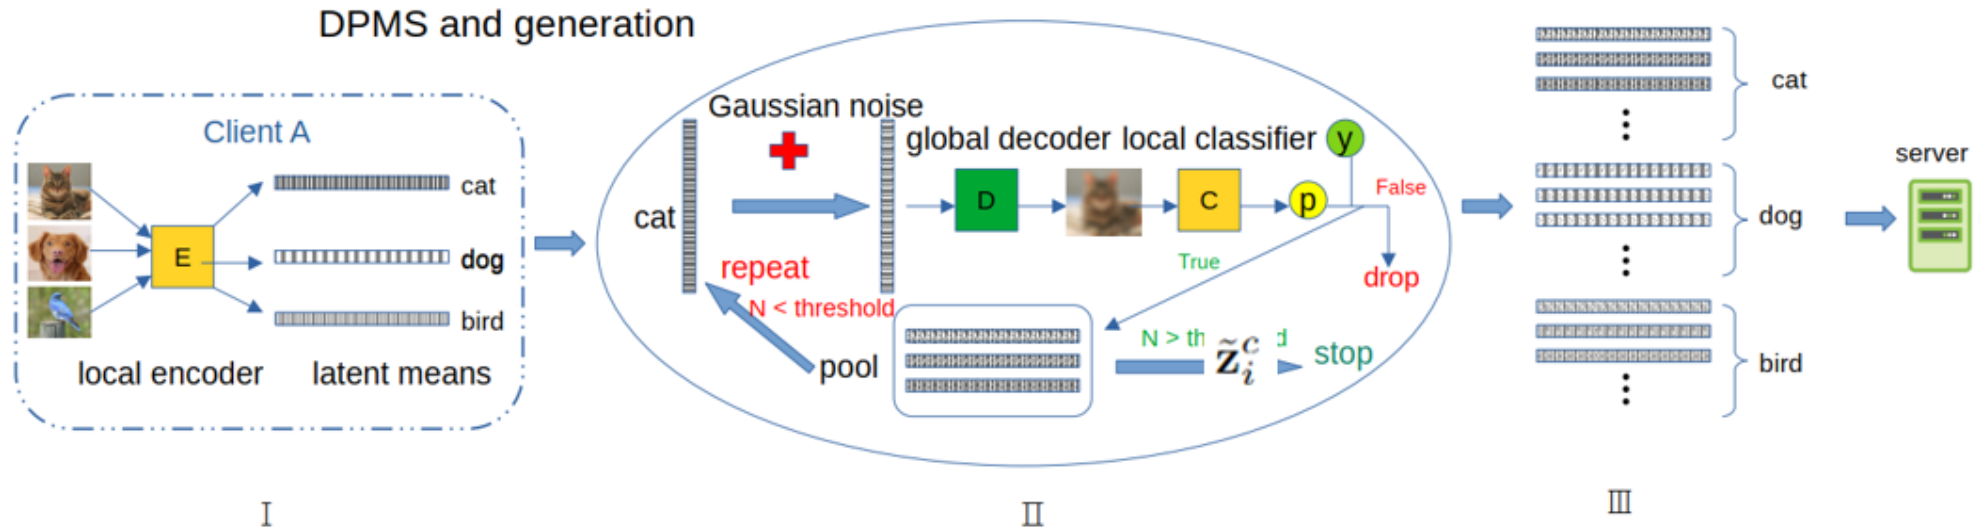 DPMS and generation
Client A
cat
dog
bird
E
local encoder
latent means
Gaussian noise
global decoder local classifier
y
cat
D
C
p
False
True
drop
repeat
N < threshold
pool
N > th
d
z̃_i^c
stop
cat
dog
bird
server
I
II
III